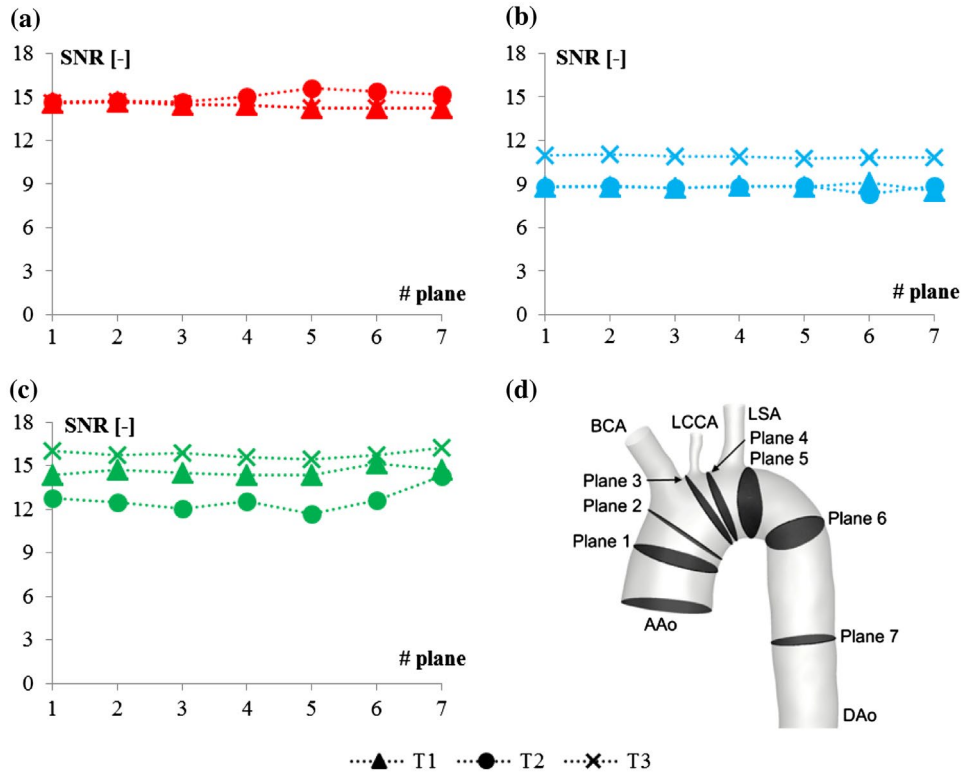 (a)
SNR [-]
18
15
12
9
6
3
0
# plane
1 2 3 4 5 6 7
(b)
SNR [-]
18
15
12
9
6
3
0
# plane
1 2 3 4 5 6 7
(c)
SNR [-]
18
15
12
9
6
3
0
# plane
1 2 3 4 5 6 7
(d)
BCA
LCCA
LSA
Plane 4
Plane 5
Plane 3
Plane 2
Plane 1
Plane 6
AAo
Plane 7
DAo
T1 T2 T3